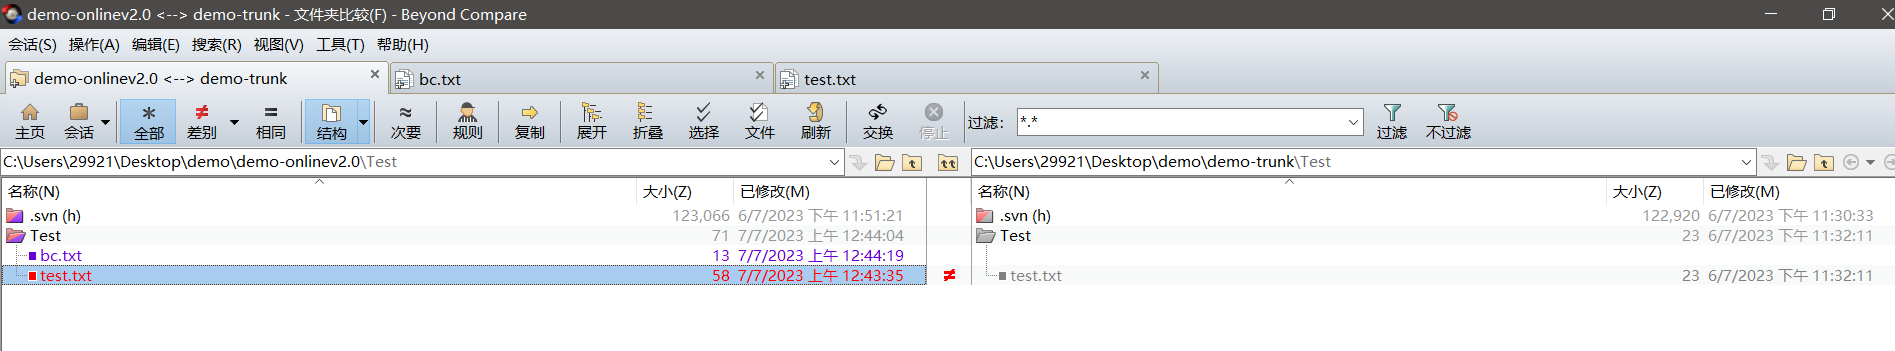 demo-onlinev2.0 <--> demo-trunk - 文件夹比较(F) - Beyond Compare
会话(S) 操作(A) 编辑(E) 搜索(R) 视图(V) 工具(T) 帮助(H)
demo-onlinev2.0 <--> demo-trunk bc.txt test.txt
主页 会话 全部 差别 相同 结构 次要 规则 复制 展开 折叠 选择 文件 刷新 交换 停止 过滤: *.* 过滤 不过滤
C:\Users\29921\Desktop\demo\demo-onlinev2.0\Test C:\Users\29921\Desktop\demo\demo-trunk\Test
名称(N) 大小(Z) 已修改(M) 名称(N) 大小(Z) 已修改(M)
.svn (h) 123,066 6/7/2023 下午 11:51:21 .svn (h) 122,920 6/7/2023 下午 11:30:33
Test 71 7/7/2023 上午 12:44:04 Test 23 6/7/2023 下午 11:32:11
bc.txt 13 7/7/2023 上午 12:44:19
test.txt 58 7/7/2023 上午 12:43:35 ≠ test.txt 23 6/7/2023 下午 11:32:11